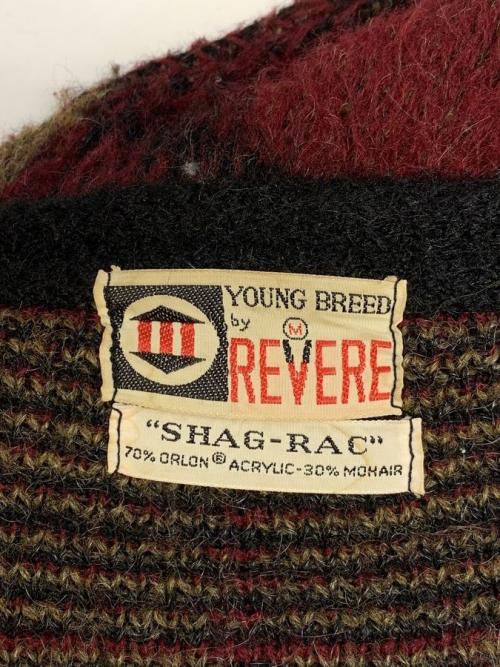 YOUNG BREED
by M
REVERE
"SHAG-RAC"
70% ORLON® ACRYLIC-30% MOHAIR